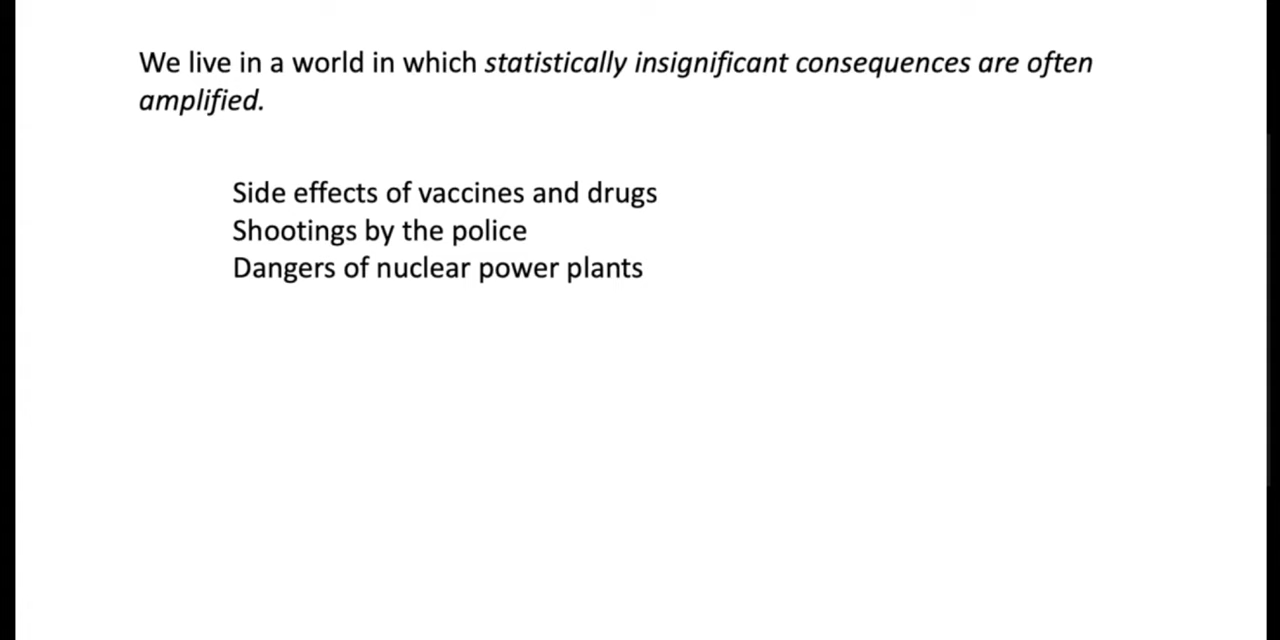 We live in a world in which statistically insignificant consequences are often
amplified.
Side effects of vaccines and drugs
Shootings by the police
Dangers of nuclear power plants